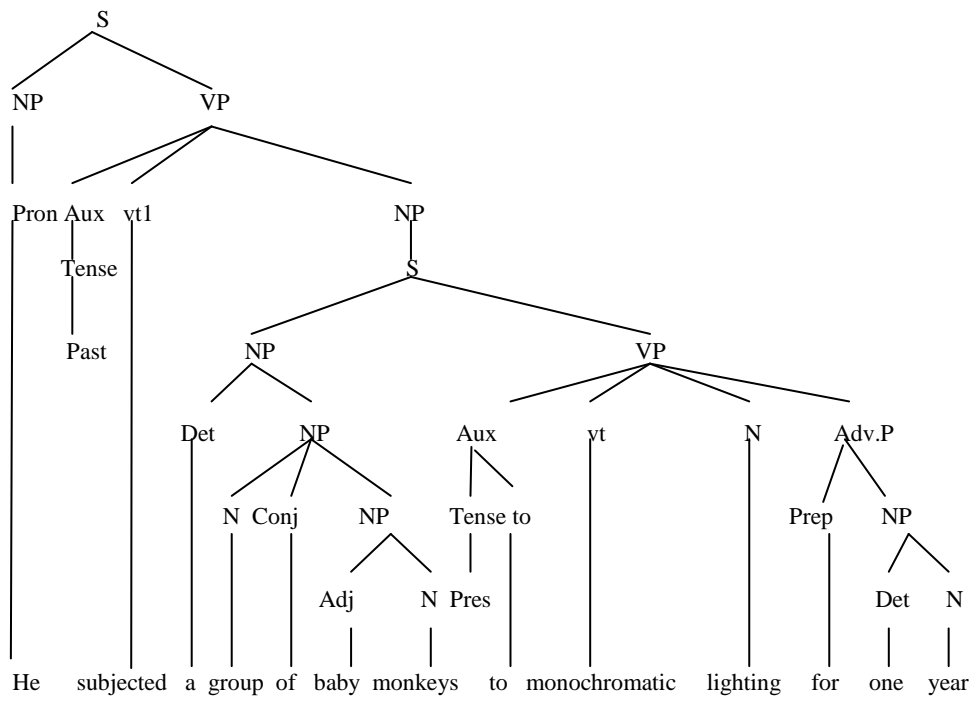 S
NP VP
Pron Aux vt1 NP
Tense S
Past NP VP
Det NP Aux vt N Adv.P
N Conj NP Tense to Prep NP
Adj N Pres Det N
He subjected a group of baby monkeys to monochromatic lighting for one year